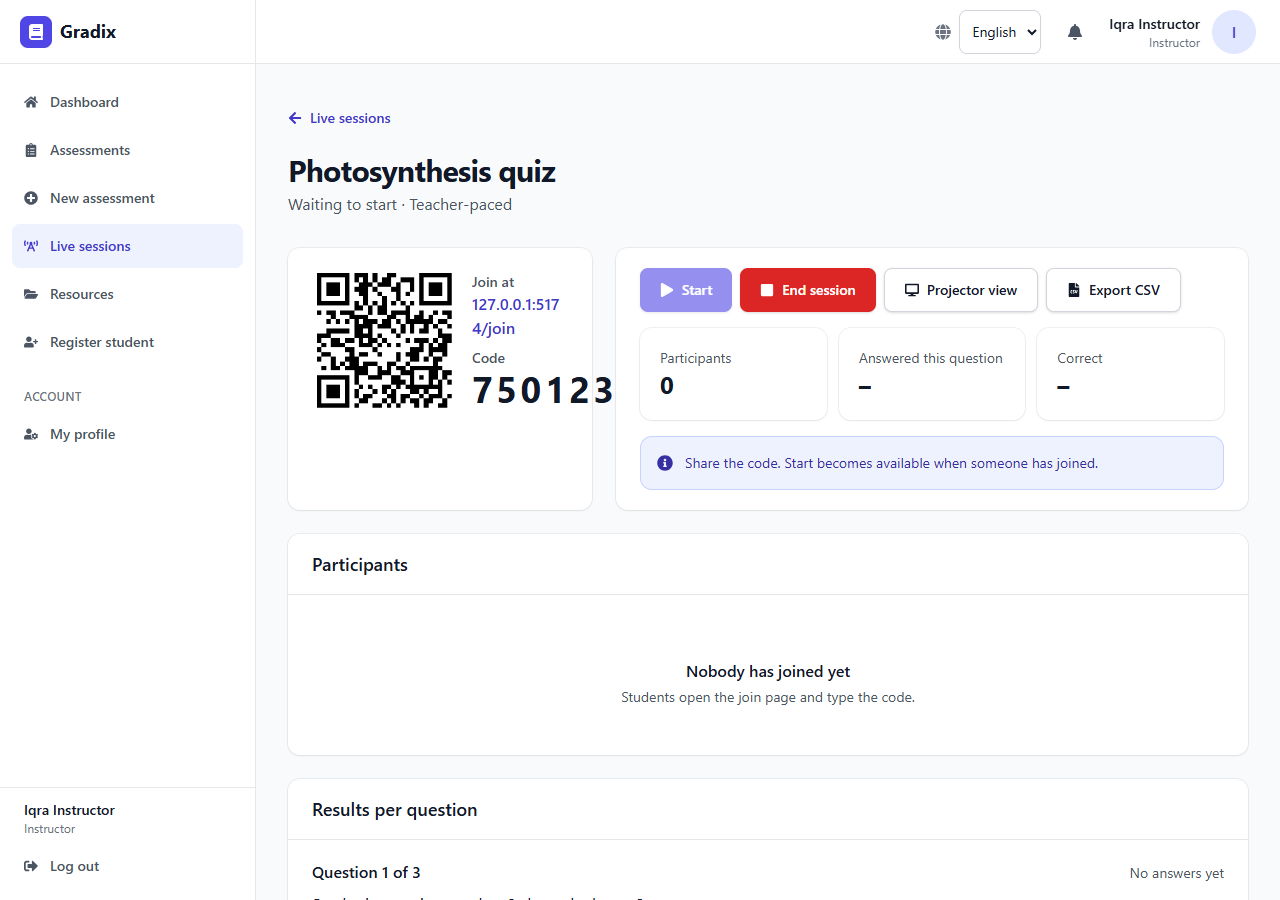 Gradix
English
Iqra Instructor
Instructor
I
Dashboard
Assessments
New assessment
Live sessions
Resources
Register student
ACCOUNT
My profile
Iqra Instructor
Instructor
Log out
Live sessions
Photosynthesis quiz
Waiting to start · Teacher-paced
Join at
127.0.0.1:517
4/join
Code
750123
Start
End session
Projector view
Export CSV
Participants
0
Answered this question
–
Correct
–
Share the code. Start becomes available when someone has joined.
Participants
Nobody has joined yet
Students open the join page and type the code.
Results per question
Question 1 of 3
No answers yet